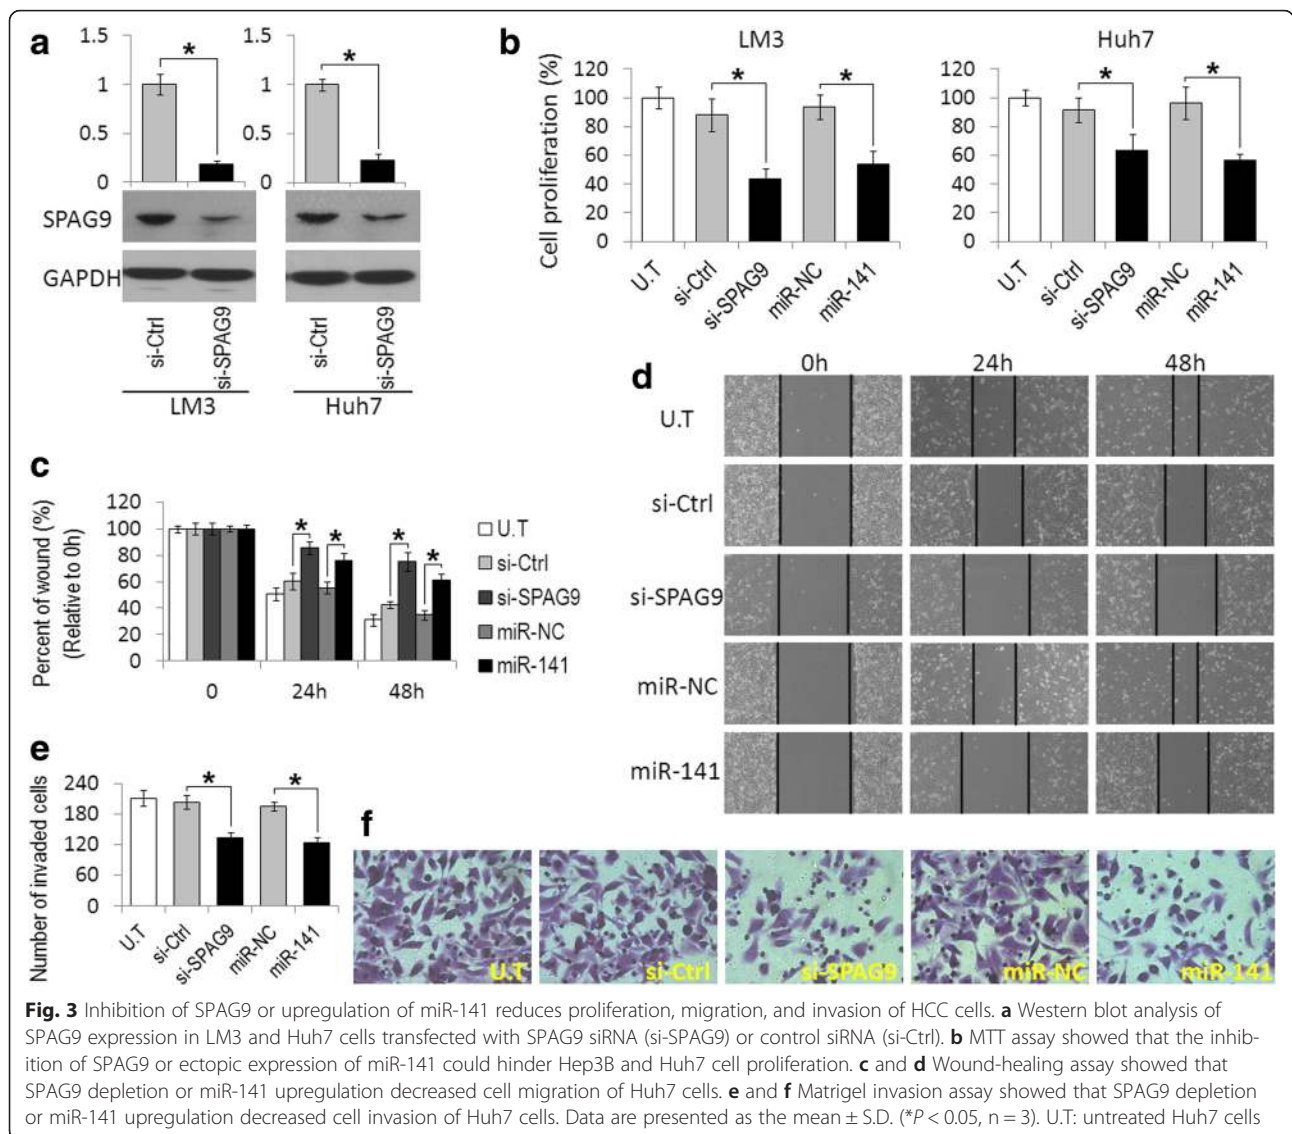 a
1.5
1
0.5
0
*
1.5
1
0.5
0
*
SPAG9
GAPDH
si-Ctrl
si-SPAG9
si-Ctrl
si-SPAG9
LM3
Huh7
b
LM3
Cell proliferation (%)
120
100
80
60
40
20
0
*
*
U.T
si-Ctrl
si-SPAG9
miR-NC
miR-141
Huh7
120
100
80
60
40
20
0
*
*
U.T
si-Ctrl
si-SPAG9
miR-NC
miR-141
c
Percent of wound (%)
(Relative to 0h)
120
100
80
60
40
20
0
*
*
*
*
0
24h
48h
U.T
si-Ctrl
si-SPAG9
miR-NC
miR-141
d
0h
24h
48h
U.T
si-Ctrl
si-SPAG9
miR-NC
miR-141
e
Number of invaded cells
240
180
120
60
0
*
*
U.T
si-Ctrl
si-SPAG9
miR-NC
miR-141
f
U.T
si-Ctrl
si-SPAG9
miR-NC
miR-141
Fig. 3 Inhibition of SPAG9 or upregulation of miR-141 reduces proliferation, migration, and invasion of HCC cells. a Western blot analysis of
SPAG9 expression in LM3 and Huh7 cells transfected with SPAG9 siRNA (si-SPAG9) or control siRNA (si-Ctrl). b MTT assay showed that the inhib-
ition of SPAG9 or ectopic expression of miR-141 could hinder Hep3B and Huh7 cell proliferation. c and d Wound-healing assay showed that
SPAG9 depletion or miR-141 upregulation decreased cell migration of Huh7 cells. e and f Matrigel invasion assay showed that SPAG9 depletion
or miR-141 upregulation decreased cell invasion of Huh7 cells. Data are presented as the mean ± S.D. (*P < 0.05, n = 3). U.T: untreated Huh7 cells